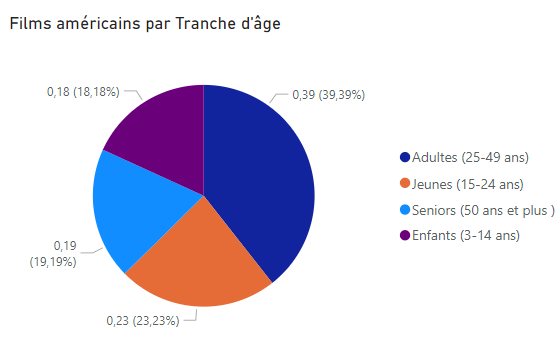 Films américains par Tranche d'âge
0,18 (18,18%)
0,39 (39,39%)
Adultes (25-49 ans)
Jeunes (15-24 ans)
Seniors (50 ans et plus )
Enfants (3-14 ans)
0,19
(19,19%)
0,23 (23,23%)